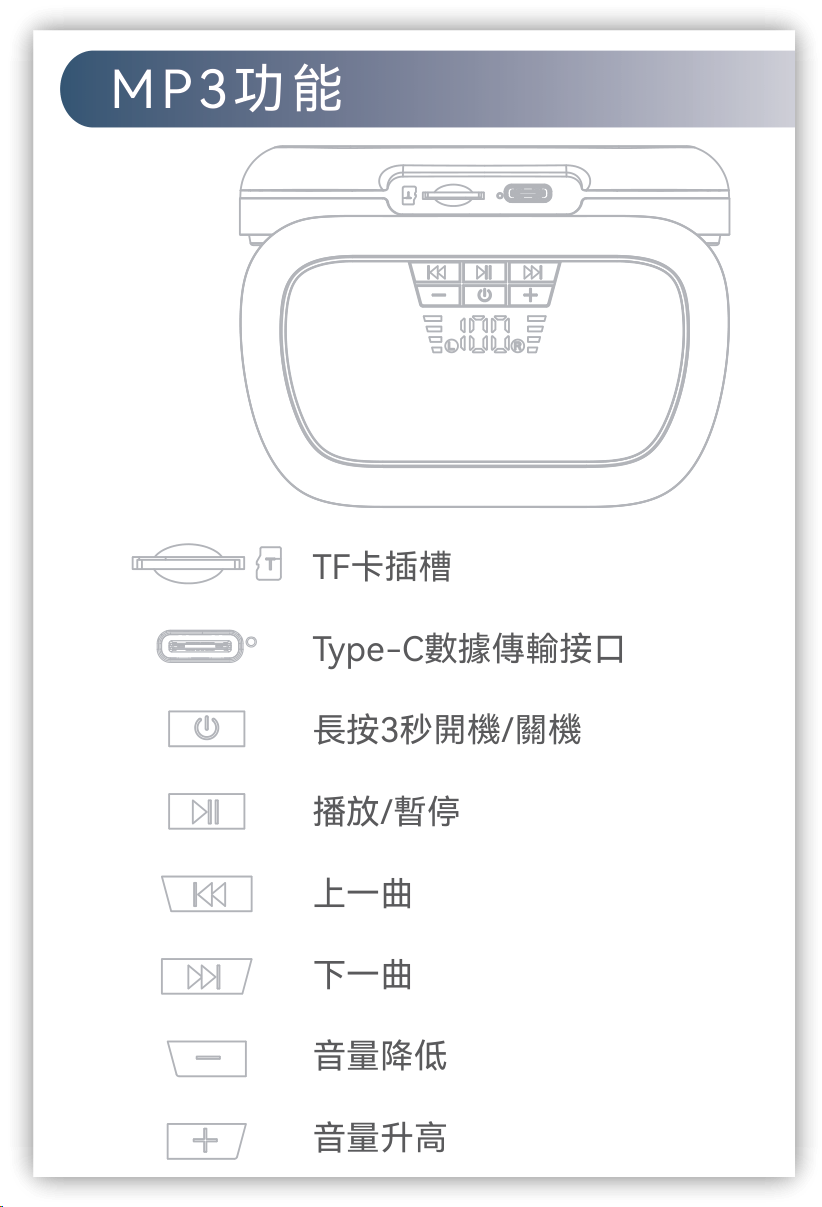 MP3功能
T
L 100 R
T
TF卡插槽
Type-C數據傳輸接口
長按3秒開機/關機
播放/暫停
上一曲
下一曲
音量降低
音量升高